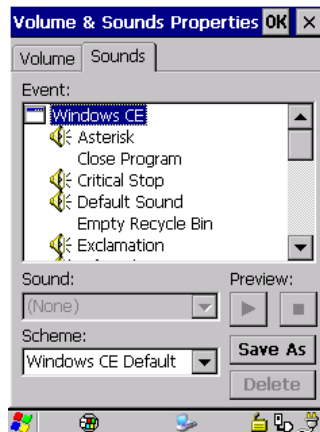 Volume & Sounds Properties OK ×
Volume Sounds
Event:
Windows CE
Asterisk
Close Program
Critical Stop
Default Sound
Empty Recycle Bin
Exclamation
Sound:
Preview:
(None)
Scheme:
Windows CE Default
Save As
Delete